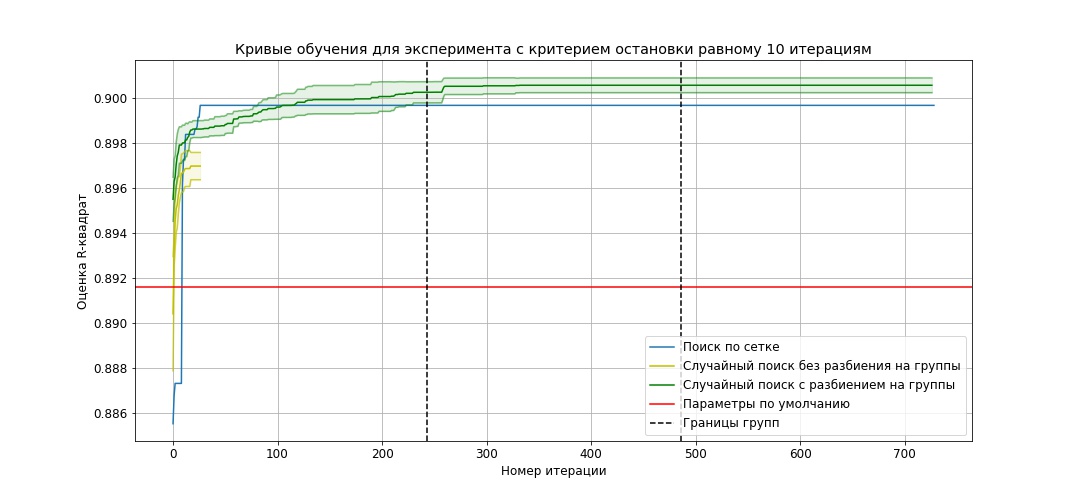 Кривые обучения для эксперимента с критерием остановки равному 10 итерациям
Оценка R-квадрат
0.900
0.898
0.896
0.894
0.892
0.890
0.888
0.886
Поиск по сетке
Случайный поиск без разбиения на группы
Случайный поиск с разбиением на группы
Параметры по умолчанию
Границы групп
0 100 200 300 400 500 600 700
Номер итерации